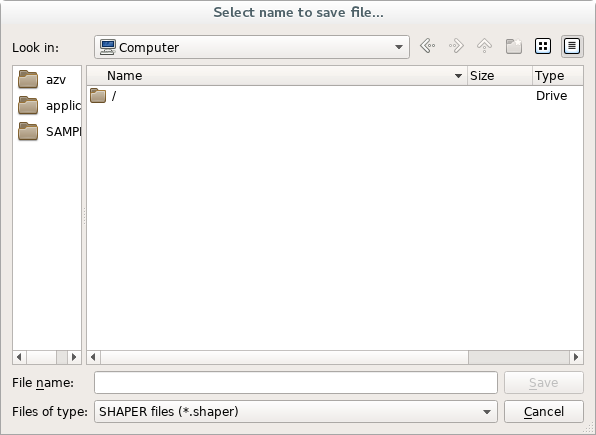 Select name to save file...
Look in: Computer
azv
applic
Name Size Type
/ Drive
File name: Save
Files of type: SHAPER files (*.shaper) Cancel